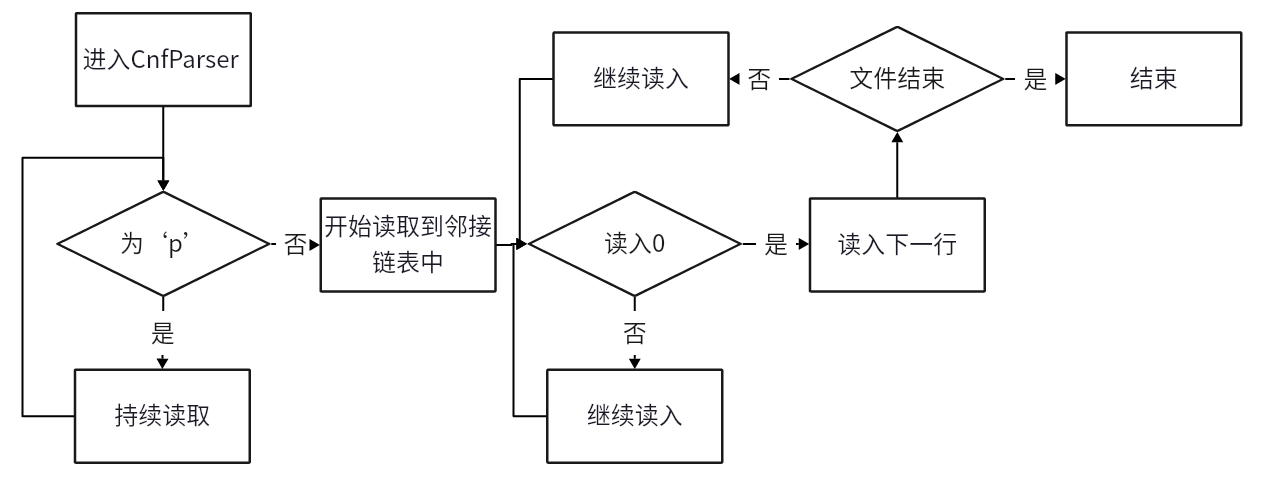 进入CnfParser
为‘p’
是
持续读取
否
开始读取到邻接
链表中
读入0
否
继续读入
是
读入下一行
文件结束
否
继续读入
是
结束